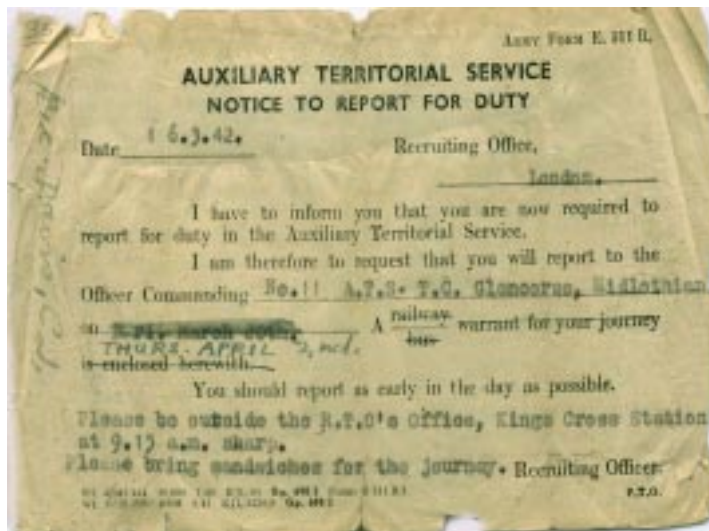 ARMY FORM E.
AUXILIARY TERRITORIAL SERVICE
NOTICE TO REPORT FOR DUTY
Date 16.3.42. Recruiting Office,
London.
I have to inform you that you are now required to
report for duty in the Auxiliary Territorial Service.
I am therefore to request that you will report to the
Officer Commanding No.11 A.T.S. T.C. Glencorse, Midlothian
on Fri. March 20th. A railway warrant for your journey
bus
THURS. APRIL 2nd.
is enclosed herewith.
You should report as early in the day as possible.
Please be outside the R.T.O's Office, Kings Cross Station
at 9.15 a.m. sharp.
Please bring sandwiches for the journey. Recruiting Officer.
P.T.O.